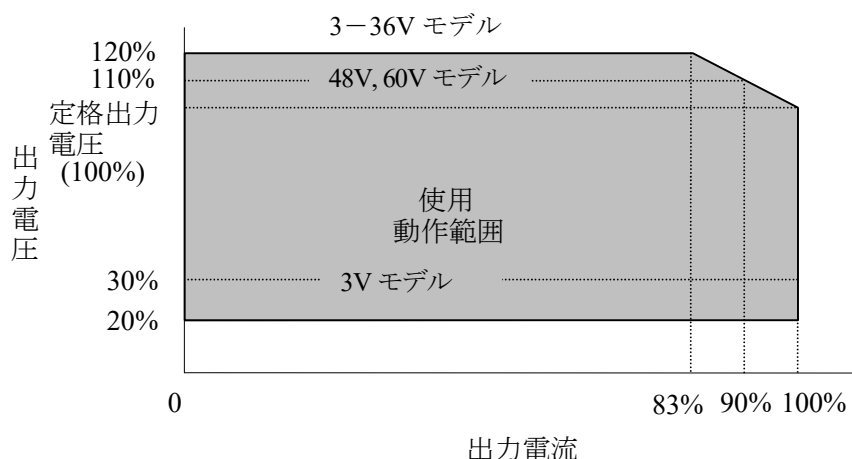 3－36V モデル
120%
110%
48V, 60V モデル
定格出力
電圧
(100%)
出力電圧
使用
動作範囲
30%
3V モデル
20%
0
83%
90%
100%
出力電流